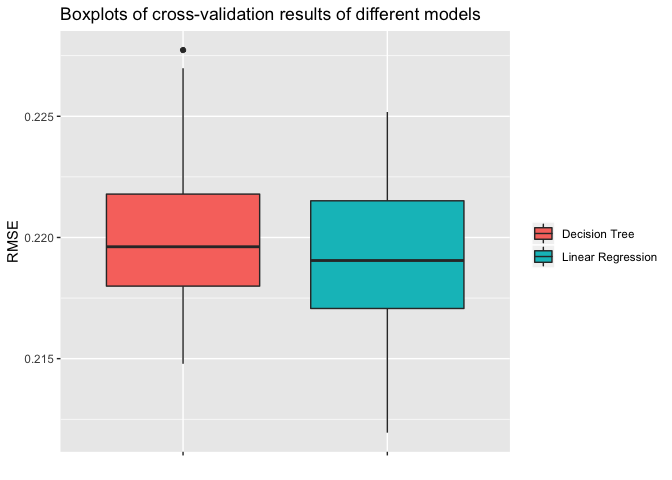 Boxplots of cross-validation results of different models
0.225
0.220
0.215
RMSE
Decision Tree
Linear Regression